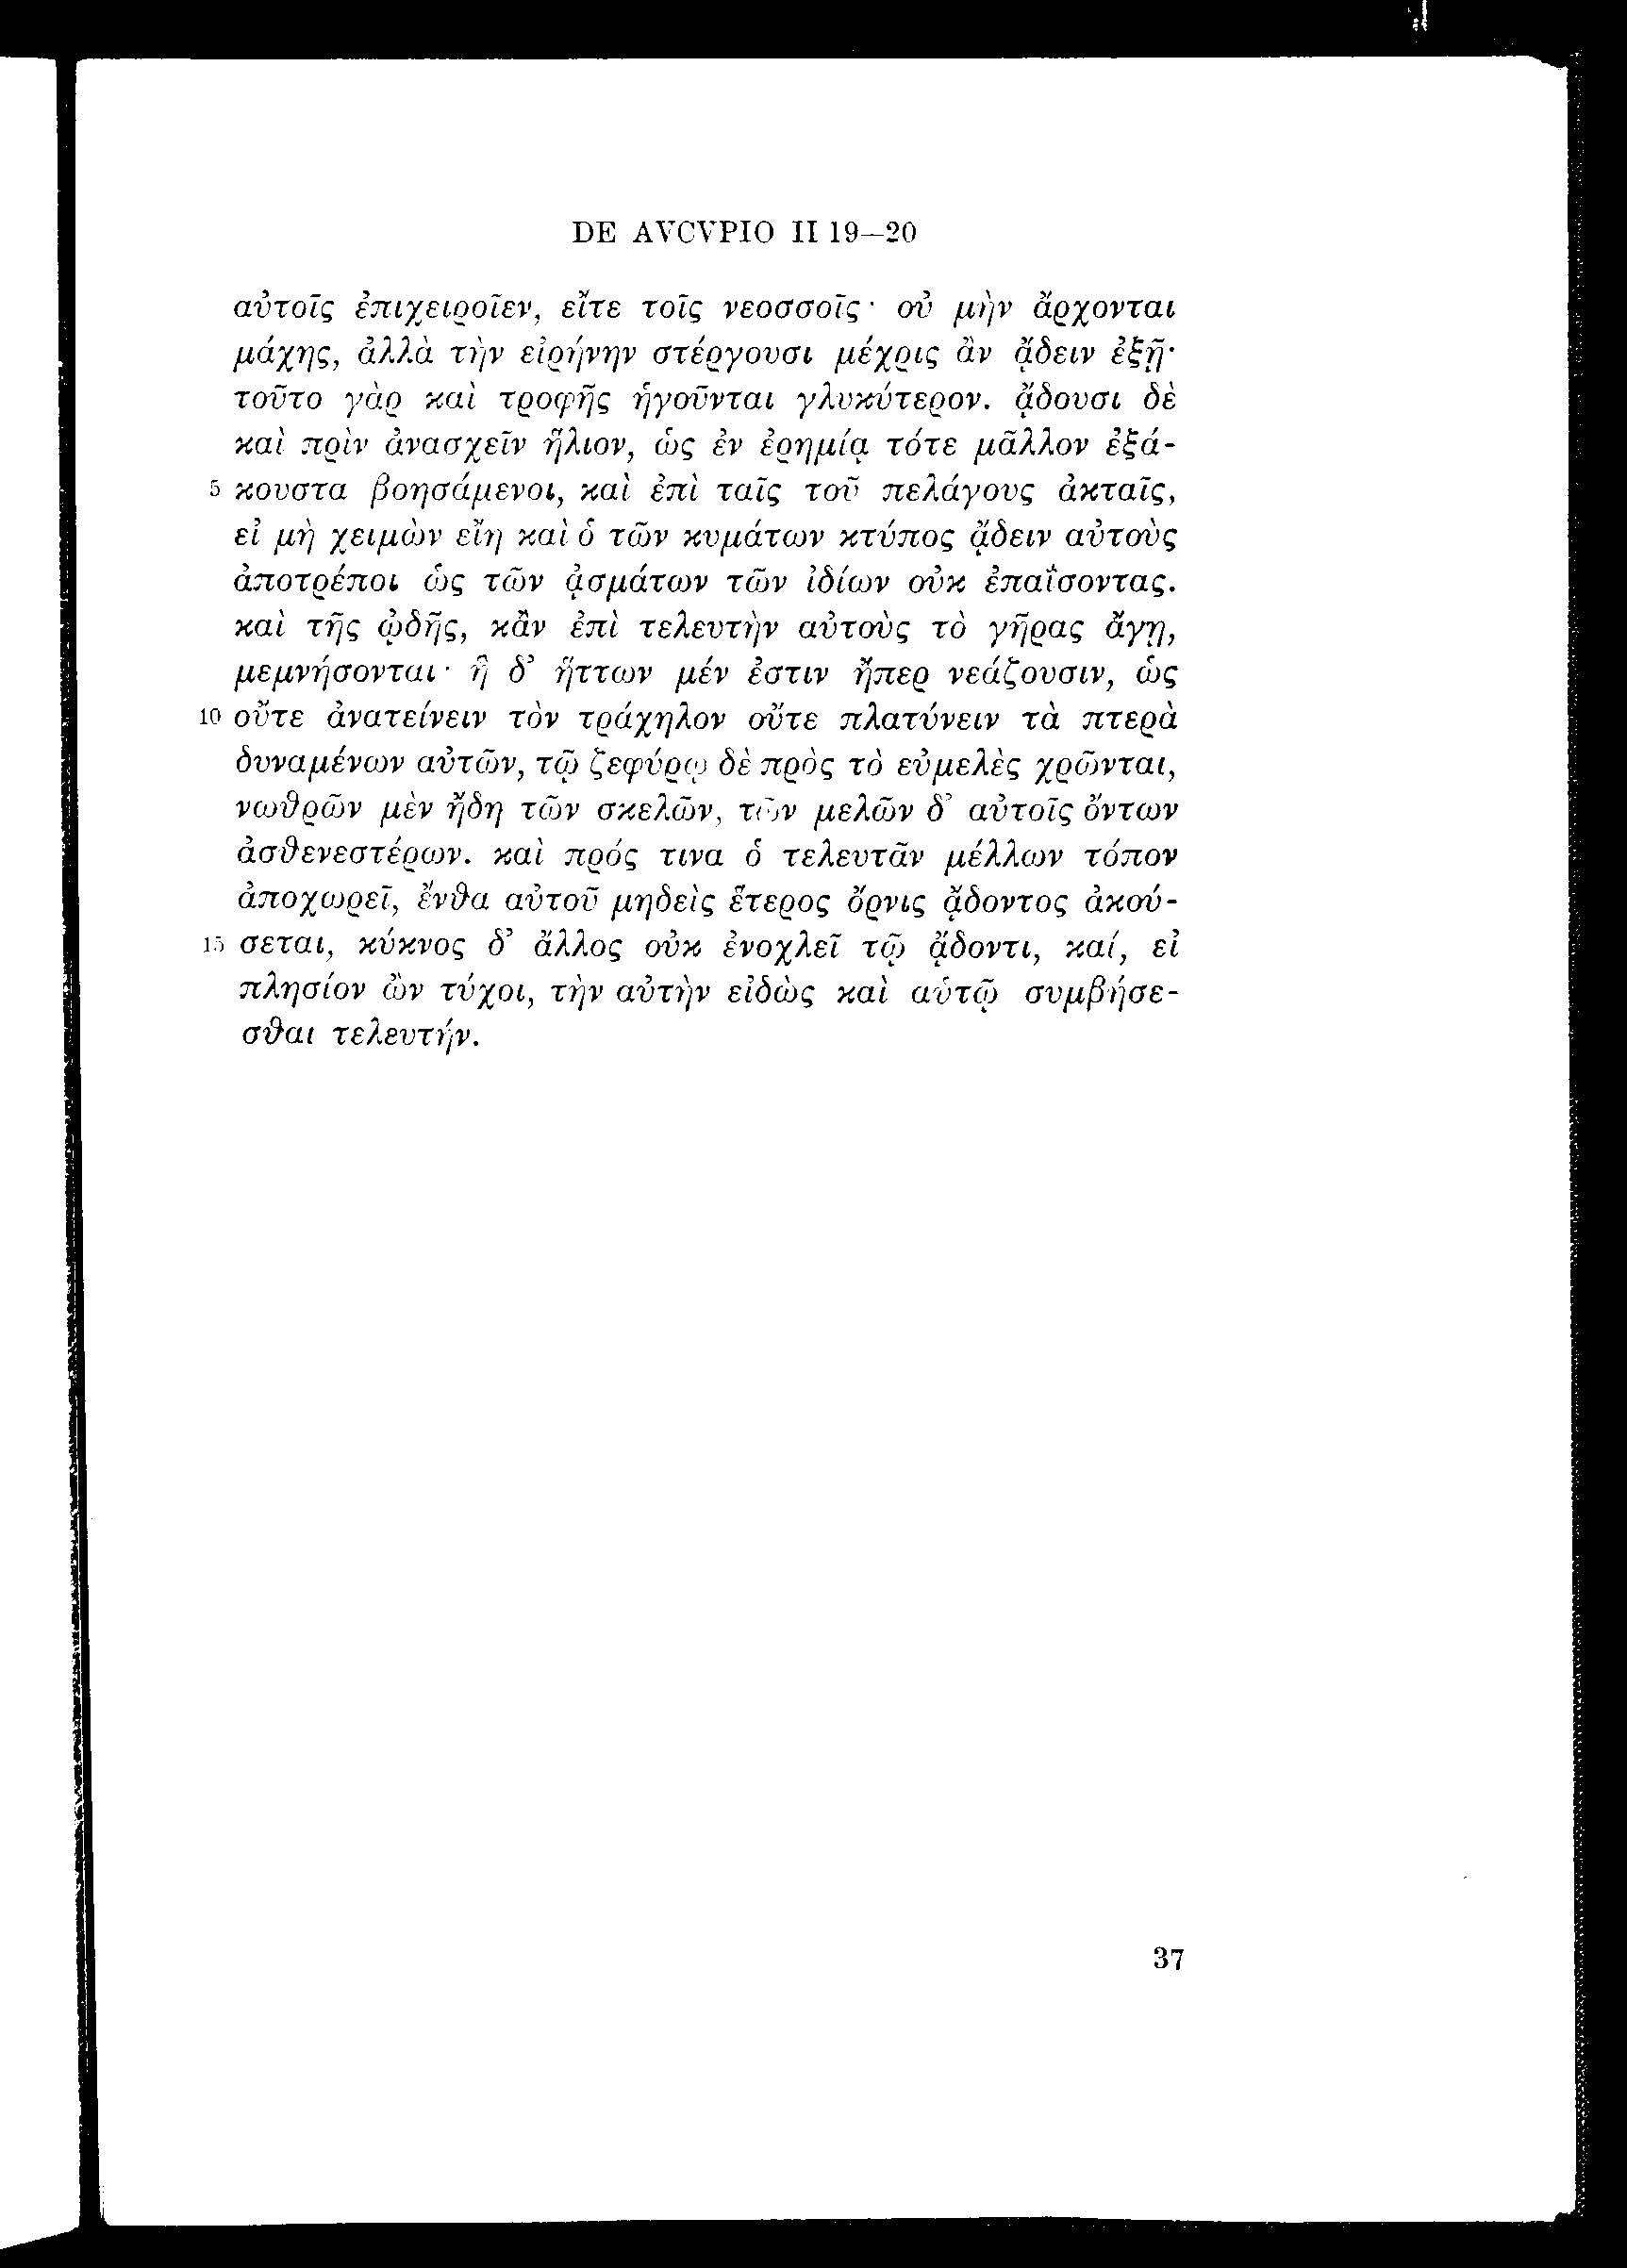 DE AVCVPIO II 19–20
αὐτοῖς ἐπιχειροῖεν, εἴτε τοῖς νεοσσοῖς· οὐ μὴν ἄρχονται
μάχης, ἀλλὰ τὴν εἰρήνην στέργουσι μέχρις ἂν ᾄδειν ἐξῇ·
τοῦτο γὰρ καὶ τροφῆς ἡγοῦνται γλυκύτερον. ᾄδουσι δὲ
καὶ πρὶν ἀνασχεῖν ἥλιον, ὡς ἐν ἐρημίᾳ τότε μᾶλλον ἐξά-
5 κουστα βοησάμενοι, καὶ ἐπὶ ταῖς τοῦ πελάγους ἀκταῖς,
εἰ μὴ χειμὼν εἴη καὶ ὁ τῶν κυμάτων κτύπος ᾄδειν αὐτοὺς
ἀποτρέποι ὡς τῶν ᾀσμάτων τῶν ἰδίων οὐκ ἐπαΐσοντας.
καὶ τῆς ᾠδῆς, κἂν ἐπὶ τελευτὴν αὐτοὺς τὸ γῆρας ἄγῃ,
μεμνήσονται· ἣ δ’ ἥττων μέν ἐστιν ἤπερ νεάζουσιν, ὡς
10 οὔτε ἀνατείνειν τὸν τράχηλον οὔτε πλατύνειν τὰ πτερὰ
δυναμένων αὐτῶν, τῷ ζεφύρῳ δὲ πρὸς τὸ εὐμελὲς χρῶνται,
νωθρῶν μὲν ἤδη τῶν σκελῶν, τῶν μελῶν δ’ αὐτοῖς ὄντων
ἀσθενεστέρων. καὶ πρός τινα ὁ τελευτᾶν μέλλων τόπον
ἀποχωρεῖ, ἔνθα αὐτοῦ μηδεὶς ἕτερος ὄρνις ᾄδοντος ἀκού-
15 σεται, κύκνος δ’ ἄλλος οὐκ ἐνοχλεῖ τῷ ᾄδοντι, καί, εἰ
πλησίον ὢν τύχοι, τὴν αὐτὴν εἰδὼς καὶ αὑτῷ συμβήσε-
σθαι τελευτήν.
37